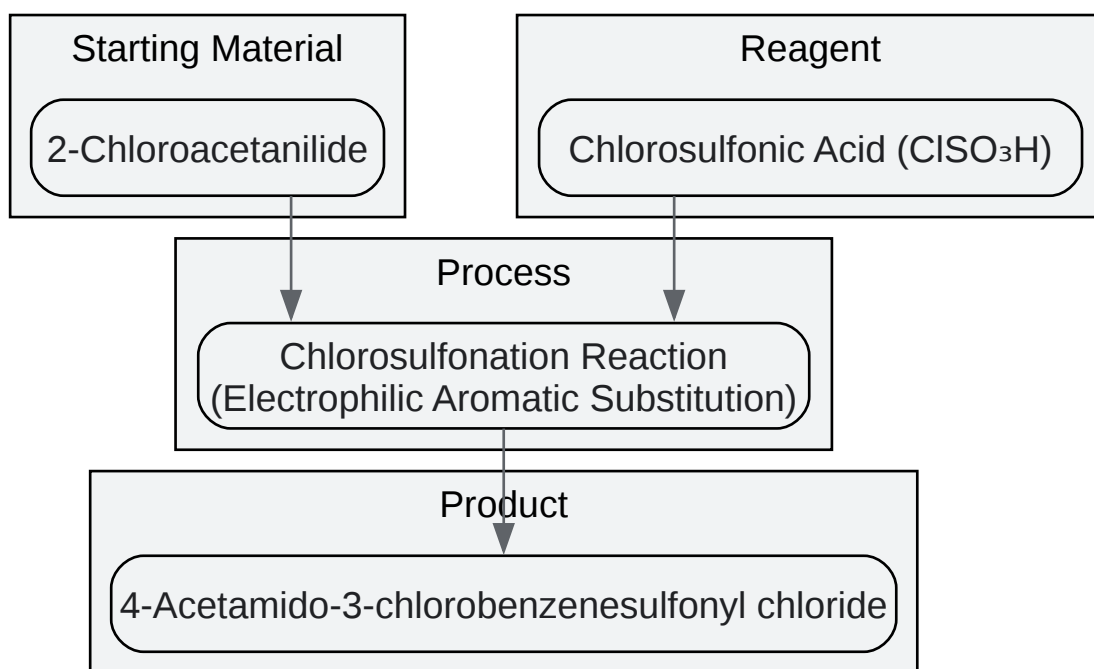 Starting Material
Reagent
2-Chloroacetanilide
Chlorosulfonic Acid (ClSO₃H)
Process
Chlorosulfonation Reaction
(Electrophilic Aromatic Substitution)
Product
4-Acetamido-3-chlorobenzenesulfonyl chloride